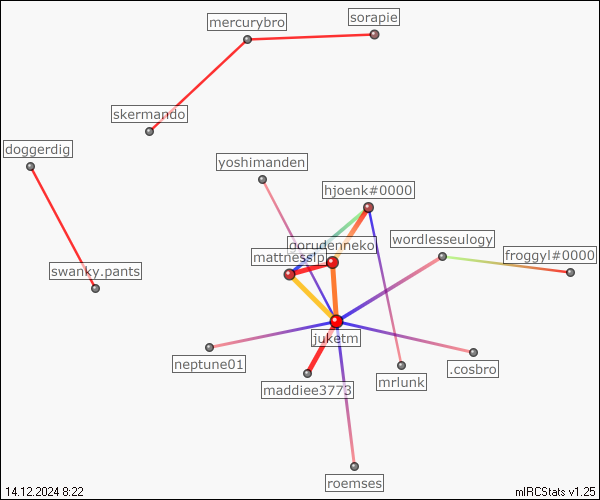 sorapie
mercurybro
skermando
doggerdig
yoshimanden
hjoenk#0000
wordlesseulogy
gorudenneko
mattnessfp
froggyl#0000
swanky.pants
juketm
neptune01
.cosbro
mrlunk
maddiee3773
roemses
14.12.2024 8:22
mIRCStats v1.25